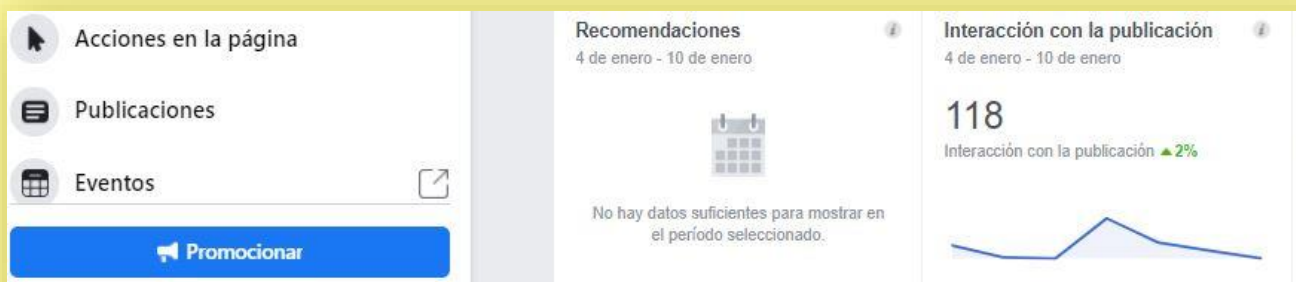 Acciones en la página
Publicaciones
Eventos
Promocionar
Recomendaciones
4 de enero - 10 de enero
No hay datos suficientes para mostrar en
el período seleccionado.
Interacción con la publicación
4 de enero - 10 de enero
118
Interacción con la publicación ▲2%